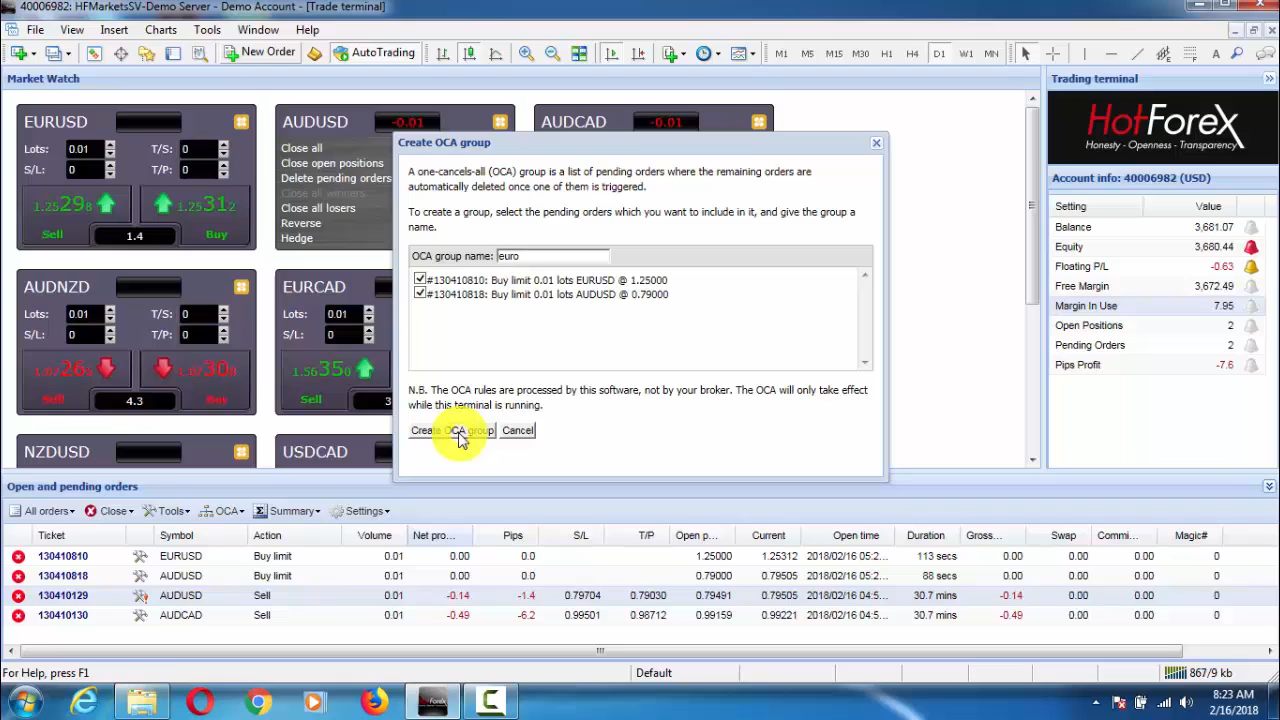 40006982: HFMarketsSV-Demo Server - Demo Account - [Trade terminal]
File View Insert Charts Tools Window Help
New Order AutoTrading M1 M5 M15 M30 H1 H4 D1 W1 MN
Market Watch
EURUSD
Lots: 0.01 T/S: 0
S/L: 0 T/P: 0
1.25298 1.25312
Sell 1.4 Buy
AUDUSD -0.01
Close all
Close open positions
Delete pending orders
Close all winners
Close all losers
Reverse
Hedge
AUDCAD -0.01
AUDNZD
Lots: 0.01 T/S: 0
S/L: 0 T/P: 0
Sell 4.3 Buy
EURCAD
Lots: 0.01
S/L: 0
1.56350
Sell 3
NZDUSD
USDCAD
Create OCA group
A one-cancels-all (OCA) group is a list of pending orders where the remaining orders are
automatically deleted once one of them is triggered.
To create a group, select the pending orders which you want to include in it, and give the group a
name.
OCA group name: euro
#130410810: Buy limit 0.01 lots EURUSD @ 1.25000
#130410818: Buy limit 0.01 lots AUDUSD @ 0.79000
N.B. The OCA rules are processed by this software, not by your broker. The OCA will only take effect
while this terminal is running.
Create OCA group Cancel
Trading terminal
HotForex
Honesty - Openness - Transparency
Account info: 40006982 (USD)
Setting Value
Balance 3,681.07
Equity 3,680.44
Floating P/L -0.63
Free Margin 3,672.49
Margin In Use 7.95
Open Positions 2
Pending Orders 2
Pips Profit -7.6
Open and pending orders
All orders Close Tools OCA Summary Settings
Ticket Symbol Action Volume Net pro... Pips S/L T/P Open p... Current Open time Duration Gross... Swap Commi... Magic#
130410810 EURUSD Buy limit 0.01 0.00 0.0 1.25000 1.25312 2018/02/16 05:2... 113 secs 0.00 0.00 0.00 0
130410818 AUDUSD Buy limit 0.01 0.00 0.0 0.79000 0.79505 2018/02/16 05:2... 88 secs 0.00 0.00 0.00 0
130410129 AUDUSD Sell 0.01 -0.14 -1.4 0.79704 0.79030 0.79491 0.79505 2018/02/16 04:5... 30.7 mins -0.14 0.00 0.00 0
130410130 AUDCAD Sell 0.01 -0.49 -6.2 0.99501 0.98712 0.99159 0.99221 2018/02/16 04:5... 30.7 mins -0.49 0.00 0.00 0
For Help, press F1 Default 867/9 kb
8:23 AM
2/16/2018